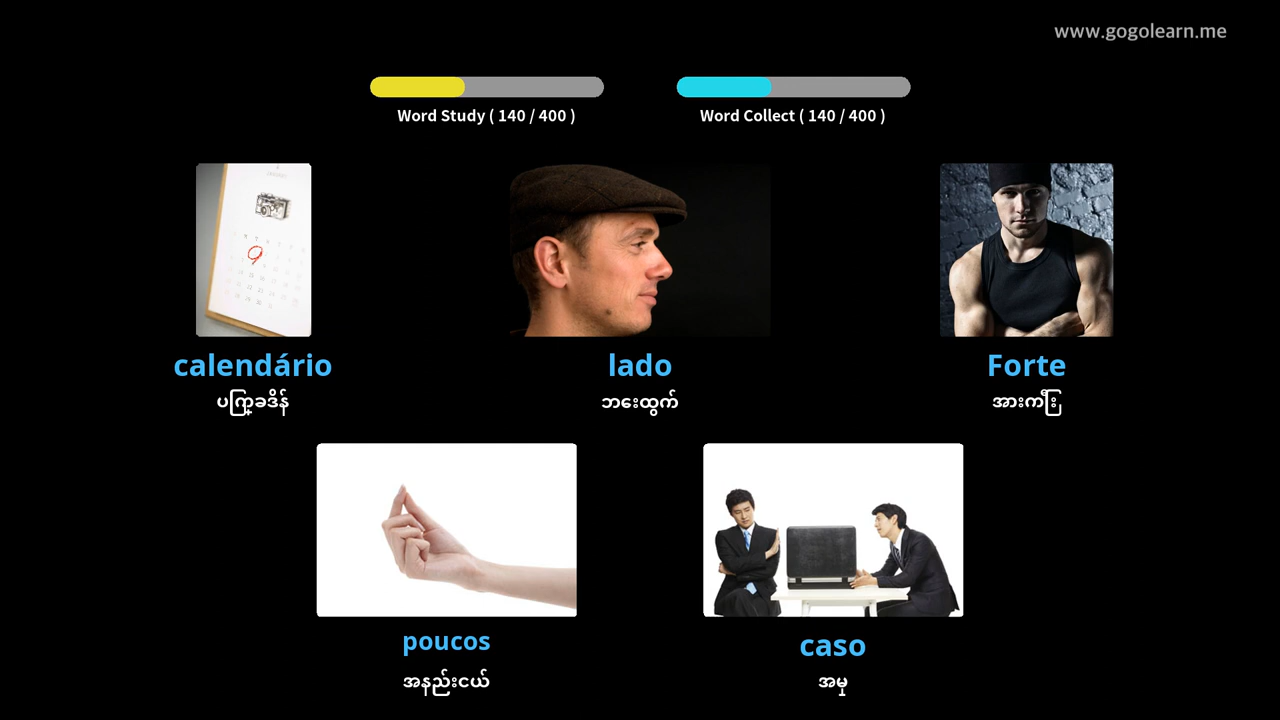 www.gogolearn.me
Word Study ( 140 / 400 )
Word Collect ( 140 / 400 )
calendário
ပြက္ခဒိန်
lado
ဘေးထွက်
Forte
အားကြီး
poucos
အနည်းငယ်
caso
အမှု